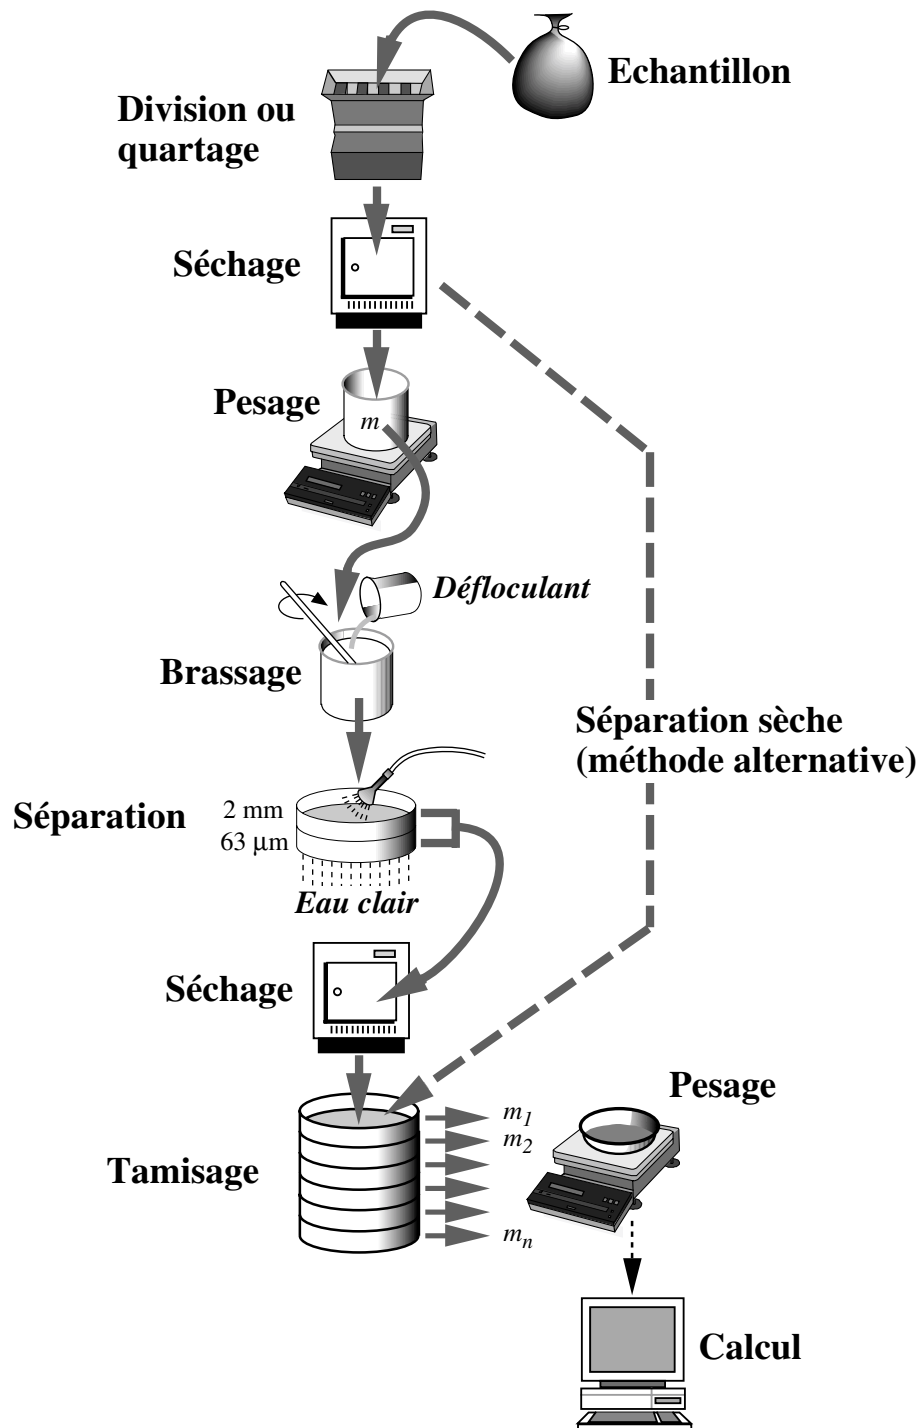 Echantillon
Division ou
quartage
Séchage
Pesage
m
Défloculant
Brassage
Séparation sèche
(méthode alternative)
Séparation
2 mm
63 μm
Eau clair
Séchage
Pesage
m1
m2
Tamisage
mn
Calcul